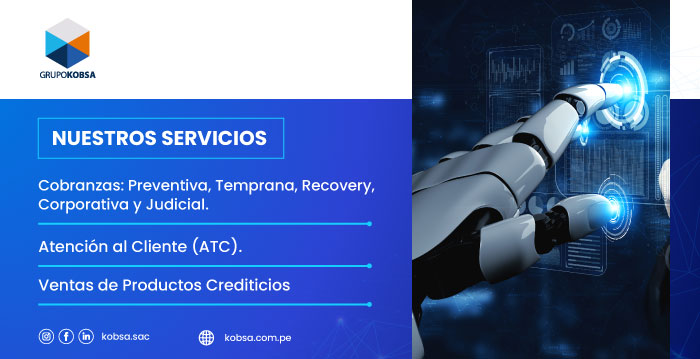 GRUPOKOBSA
NUESTROS SERVICIOS
Cobranzas: Preventiva, Temprana, Recovery,
Corporativa y Judicial.
Atención al Cliente (ATC).
Ventas de Productos Crediticios
kobsa.sac
kobsa.com.pe